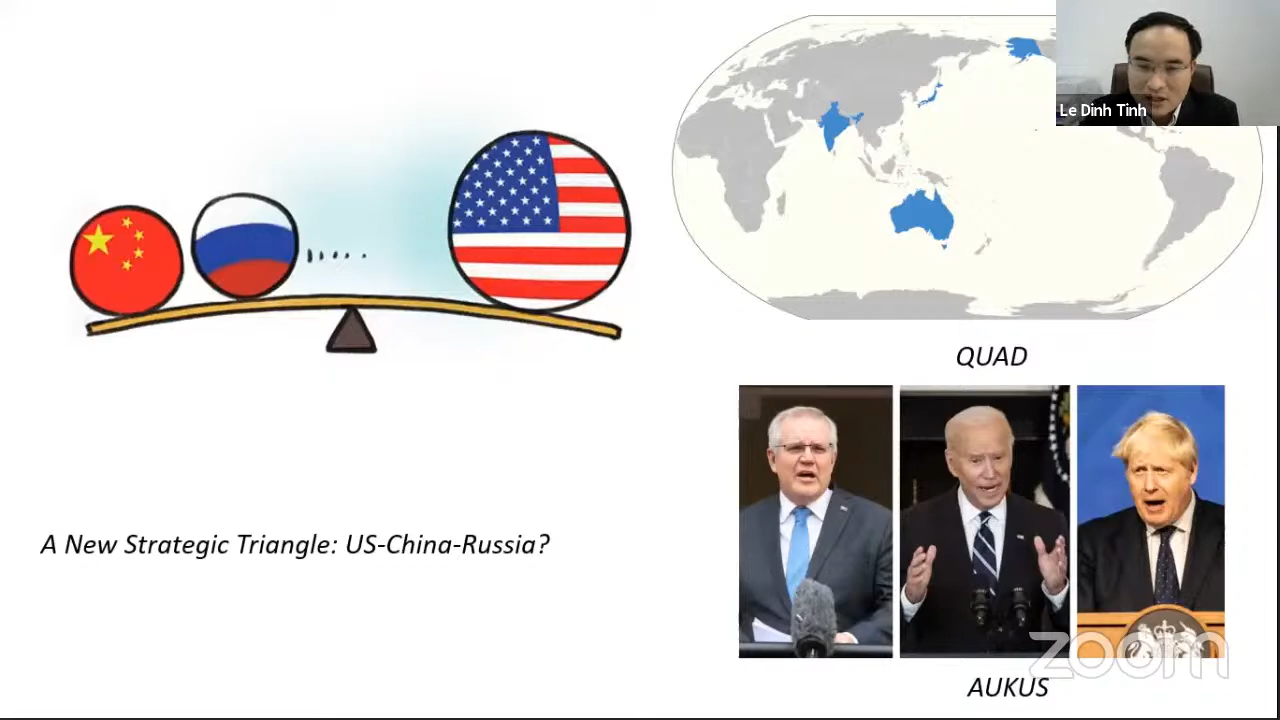 Le Dinh Tinh
QUAD
A New Strategic Triangle: US-China-Russia?
zoom
AUKUS